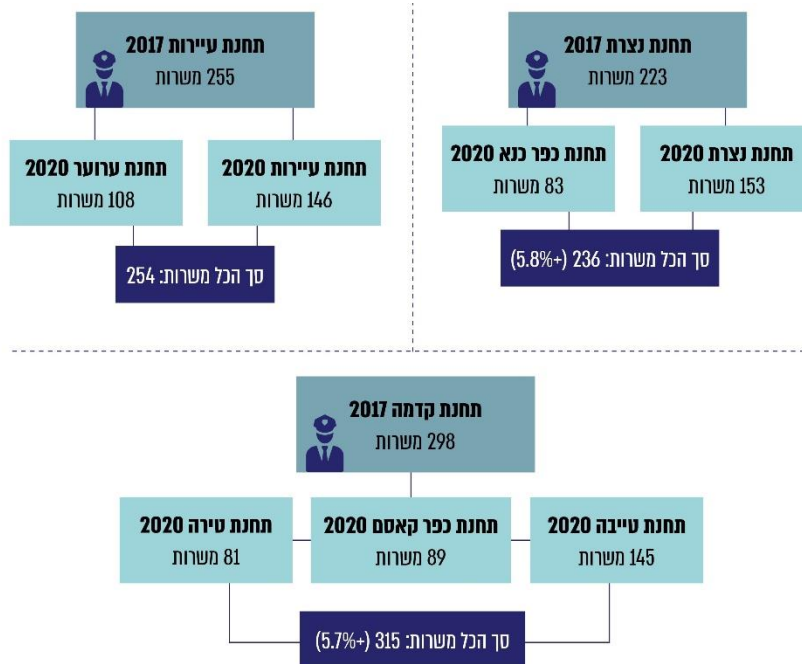 תחנת נצרת 2017
223 משרות
תחנת נצרת 2020
153 משרות
תחנת כפר כנא 2020
83 משרות
סך הכל משרות: 236 (+5.8%)
תחנת עיירות 2017
255 משרות
תחנת עיירות 2020
146 משרות
תחנת ערוער 2020
108 משרות
סך הכל משרות: 254
תחנת קדמה 2017
298 משרות
תחנת טייבה 2020
145 משרות
תחנת כפר קאסם 2020
89 משרות
תחנת טירה 2020
81 משרות
סך הכל משרות: 315 (+5.7%)